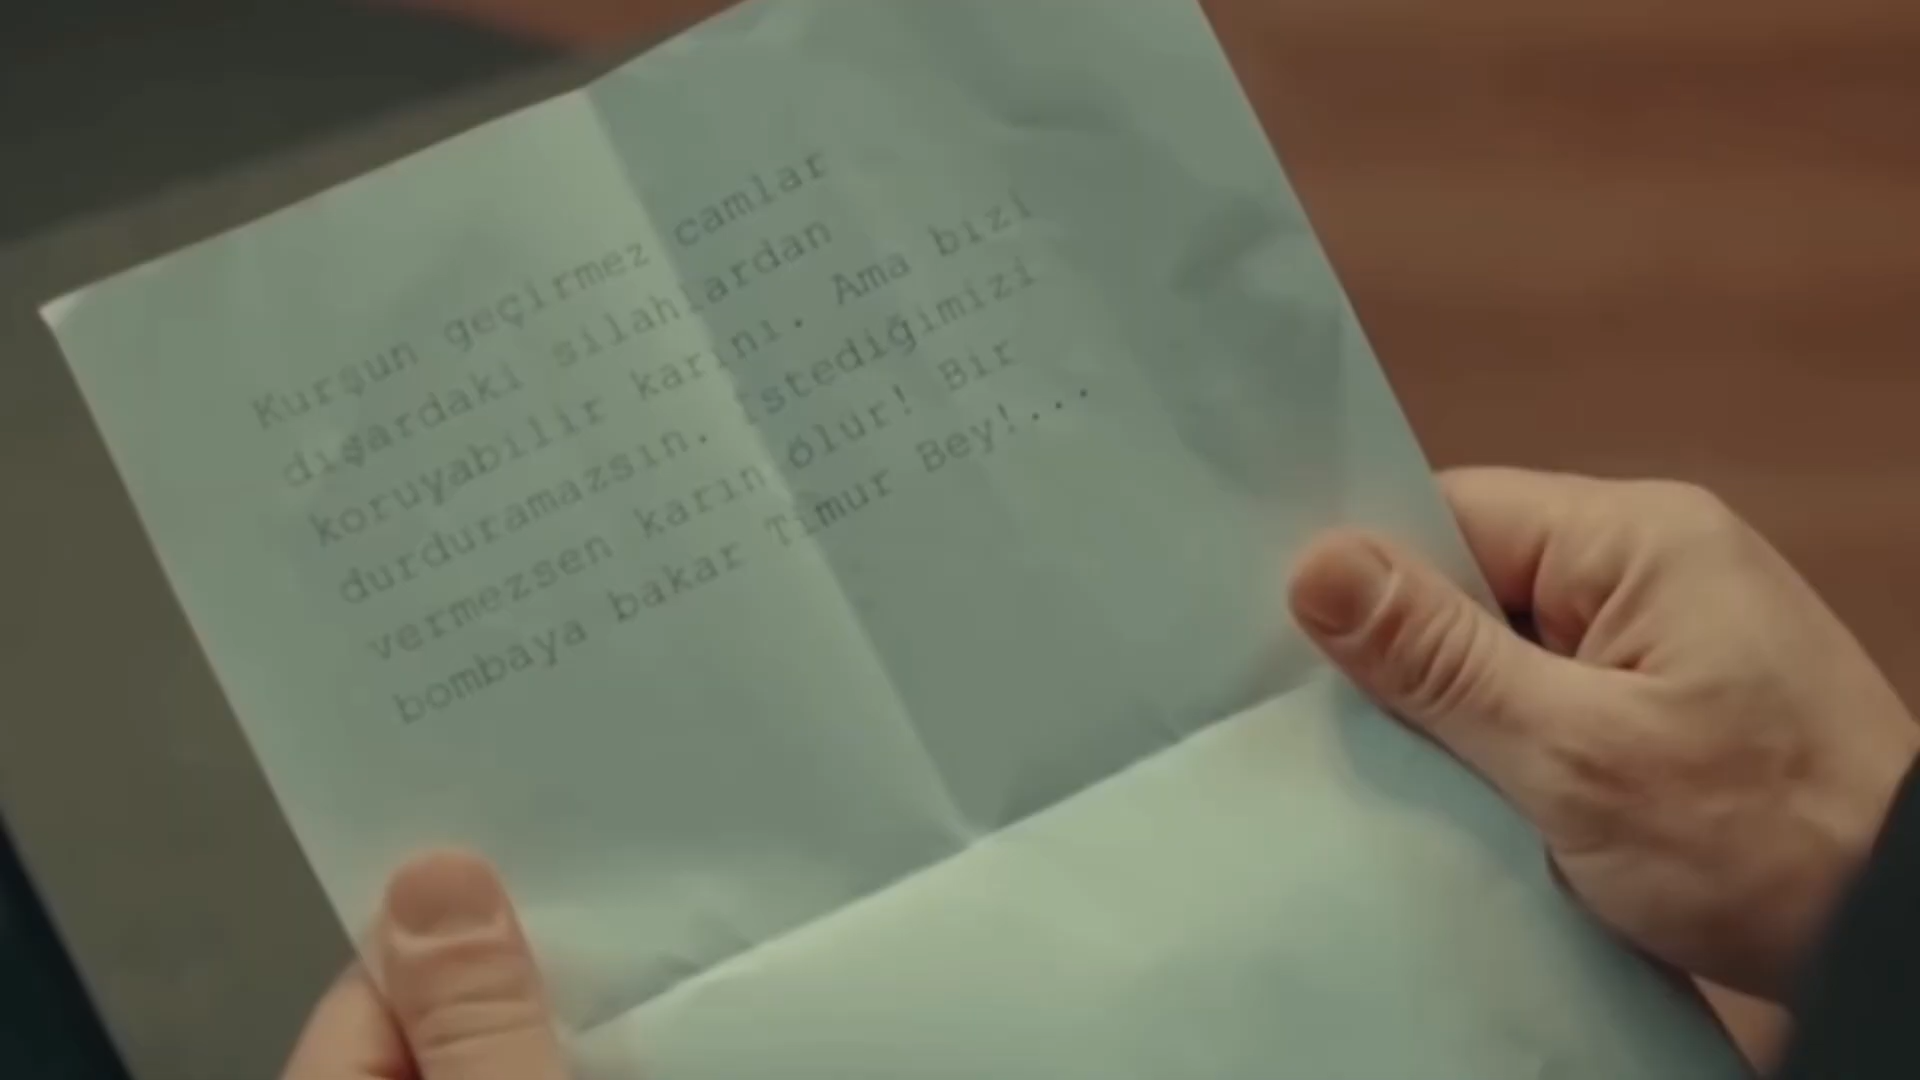 Kurşun geçirmez camlar
dışardaki silahlardan
koruyabilir karını. Ama bizi
durduramazsın. İstediğimizi
vermezsen karın ölür! Bir
bombaya bakar Timur Bey!...